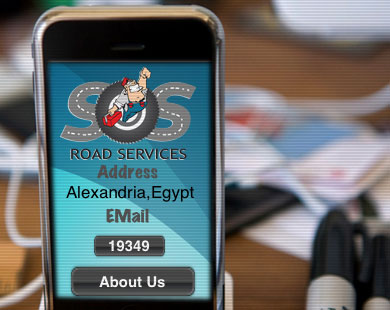 SOS
ROAD SERVICES
Address
Alexandria,Egypt
EMail
19349
About Us